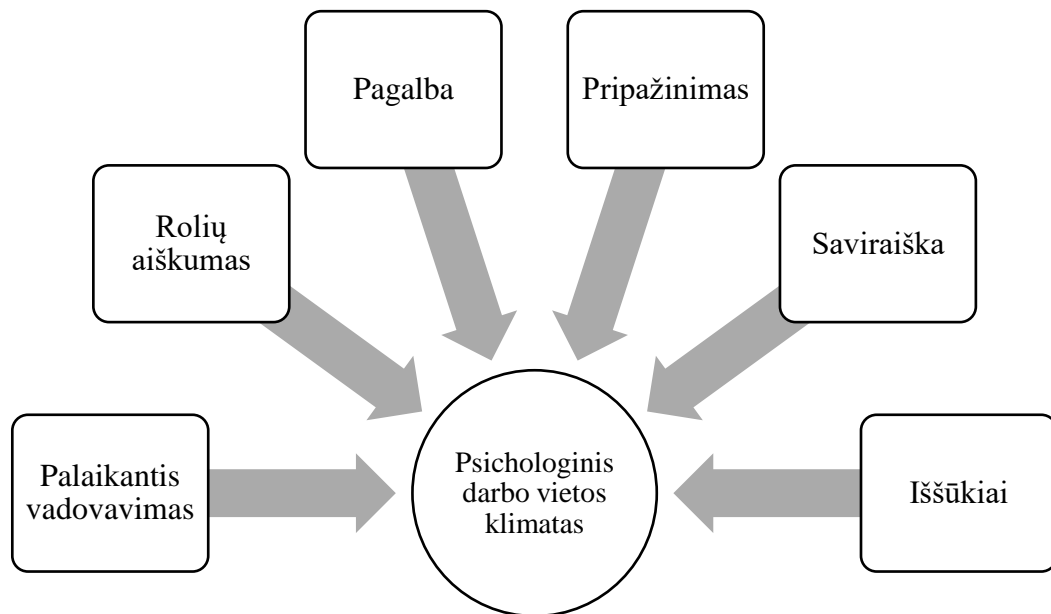 Pagalba
Pripažinimas
Rolių
aiškumas
Saviraiška
Palaikantis
vadovavimas
Psichologinis
darbo vietos
klimatas
Iššūkiai